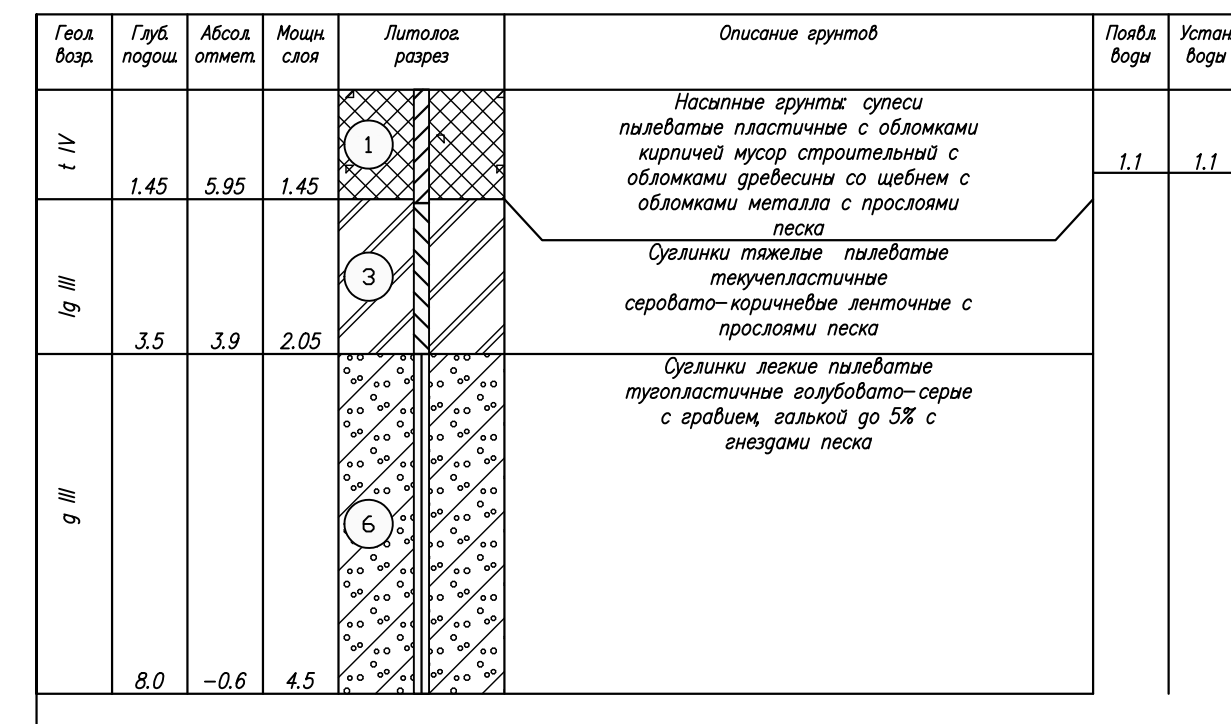 Геол. возр.
Глуб. подош.
Абсол. отмет.
Мощн. слоя
Литолог. разрез
Описание грунтов
Появл. воды
Устан. воды
t IV
1.45 5.95 1.45
1
Насыпные грунты: супеси
пылеватые пластичные с обломками
кирпичей мусор строительный с
обломками древесины со щебнем с
обломками металла с прослоями
песка
1.1 1.1
lg III
3.5 3.9 2.05
3
Суглинки тяжелые пылеватые
текучепластичные
серовато-коричневые ленточные с
прослоями песка
g III
8.0 -0.6 4.5
6
Суглинки легкие пылеватые
тугопластичные голубовато-серые
с гравием, галькой до 5% с
гнездами песка